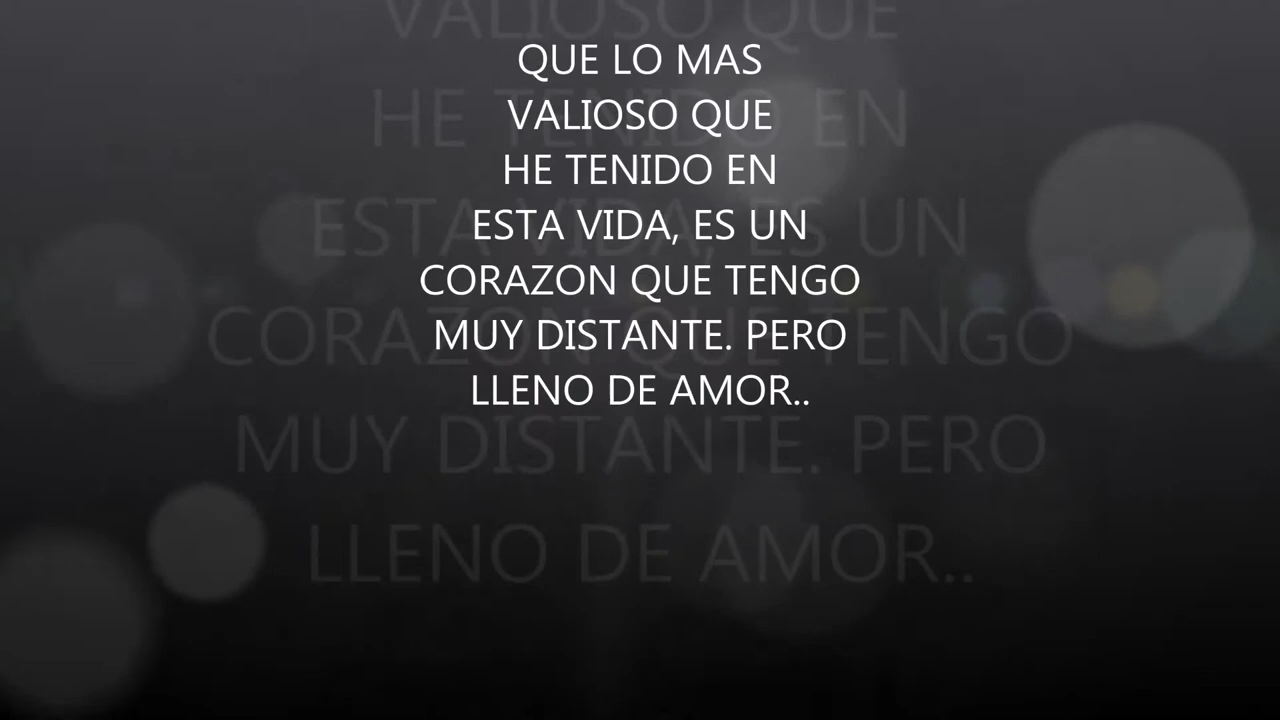 QUE LO MAS
VALIOSO QUE
HE TENIDO EN
ESTA VIDA, ES UN
CORAZON QUE TENGO
MUY DISTANTE. PERO
LLENO DE AMOR..